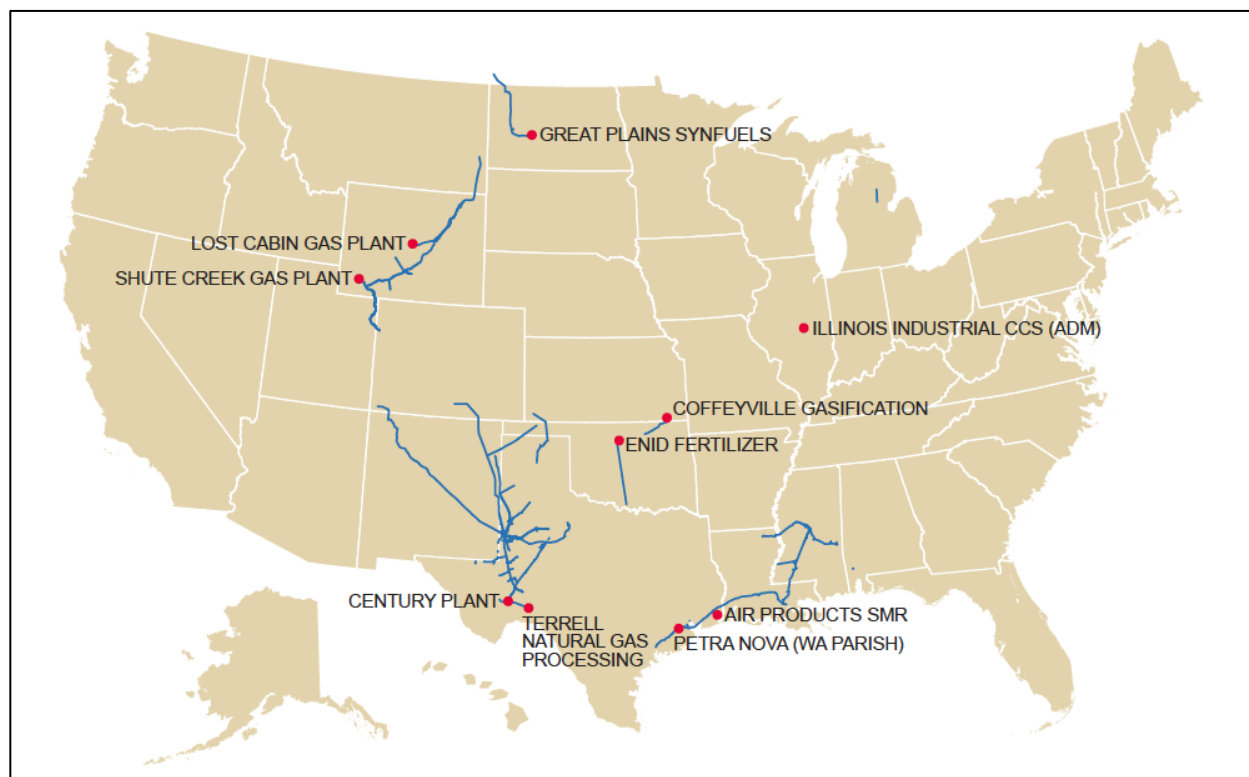 GREAT PLAINS SYNFUELS
LOST CABIN GAS PLANT
SHUTE CREEK GAS PLANT
ILLINOIS INDUSTRIAL CCS (ADM)
COFFEYVILLE GASIFICATION
ENID FERTILIZER
CENTURY PLANT
TERRELL
NATURAL GAS
PROCESSING
AIR PRODUCTS SMR
PETRA NOVA (WA PARISH)